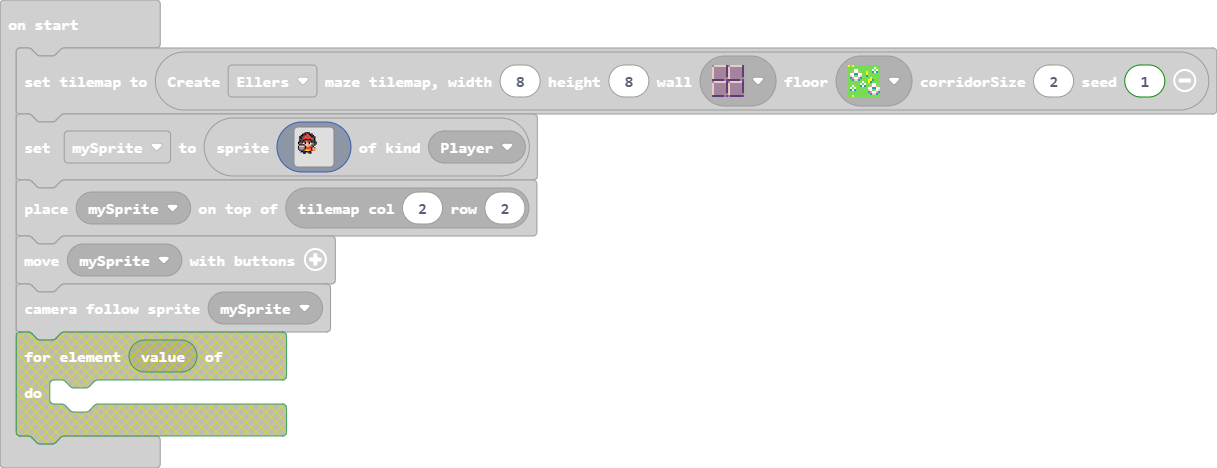 on start
set tilemap to Create Ellers maze tilemap, width 8 height 8 wall floor corridorSize 2 seed 1
set mySprite to sprite of kind Player
place mySprite on top of tilemap col 2 row 2
move mySprite with buttons
camera follow sprite mySprite
for element value of
do